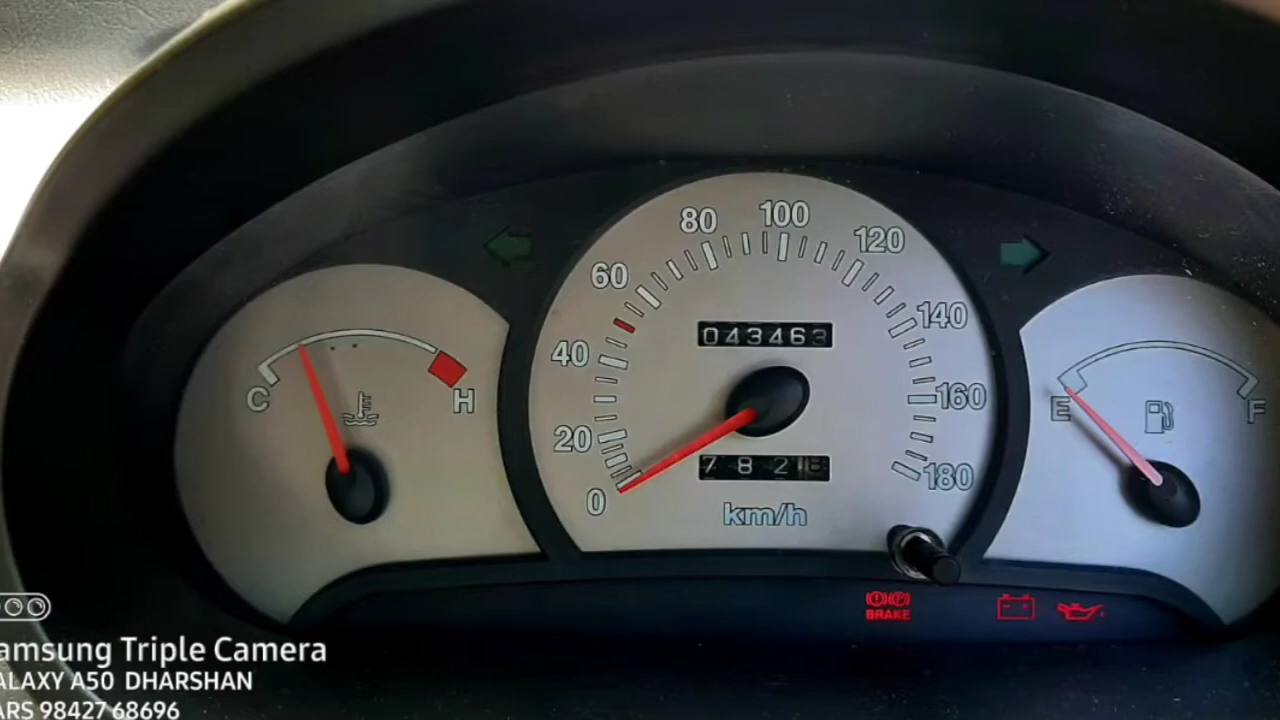 80
100
120
60
140
043463
40
C
H
160
E
F
20
782
180
0
km/h
BRAKE
amsung Triple Camera
ALAXY A50 DHARSHAN
ARS 98427 68696